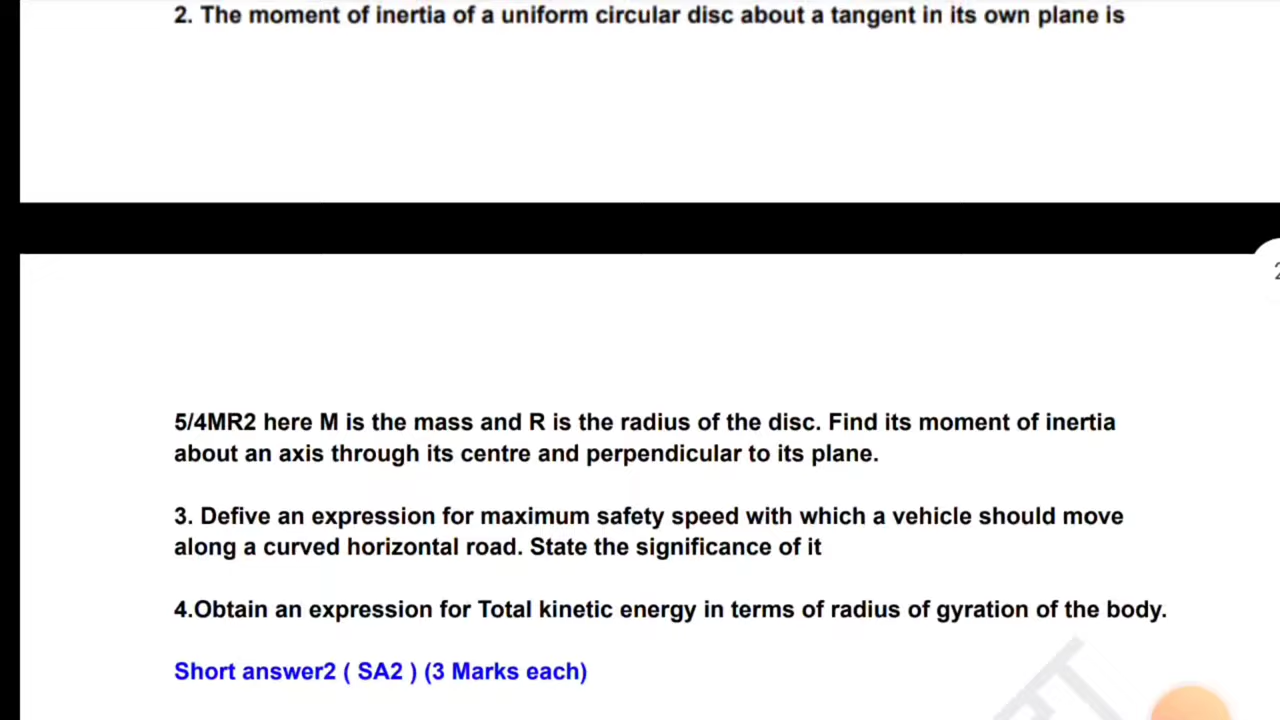 2. The moment of inertia of a uniform circular disc about a tangent in its own plane is
5/4MR2 here M is the mass and R is the radius of the disc. Find its moment of inertia
about an axis through its centre and perpendicular to its plane.
3. Defive an expression for maximum safety speed with which a vehicle should move
along a curved horizontal road. State the significance of it
4.Obtain an expression for Total kinetic energy in terms of radius of gyration of the body.
Short answer2 ( SA2 ) (3 Marks each)